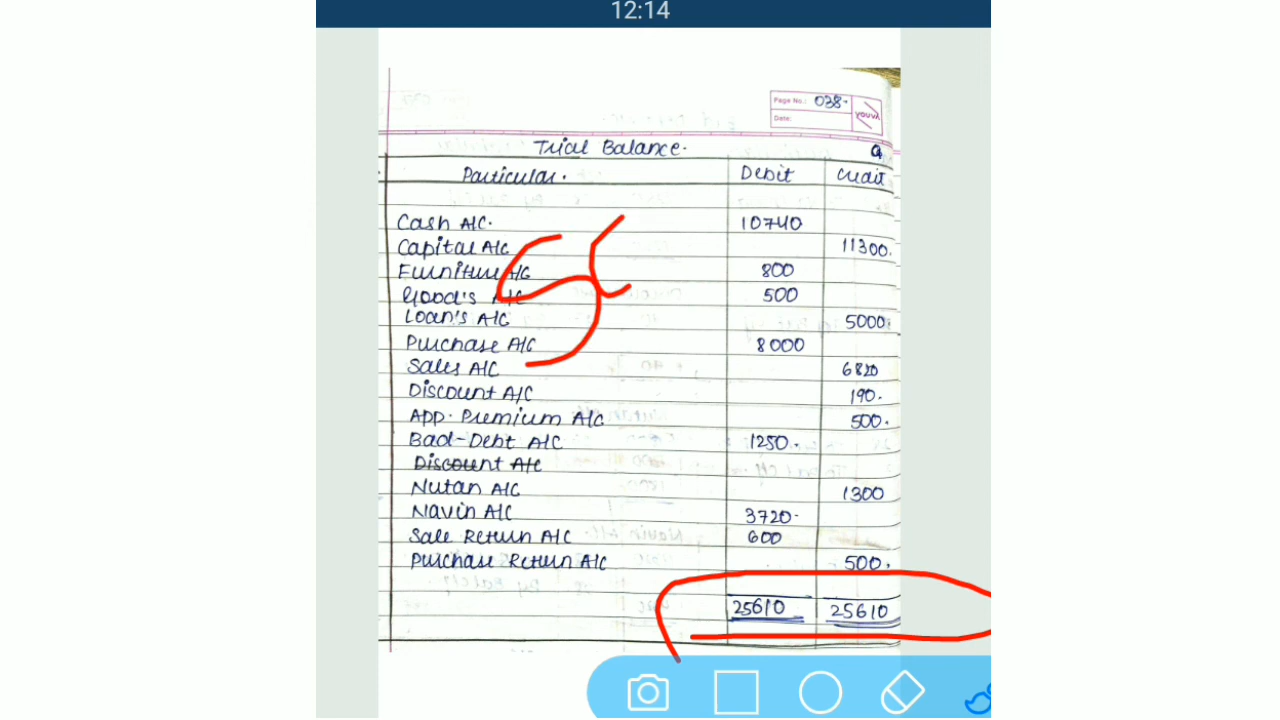 12:14
Page No.: 038-
Date:
youva
Trial Balance.
Particular. Debit Credit
Cash A/C. 10740
Capital A/C 11300.
Furniture A/C 800
Good's A/C 500
Loan's A/C 5000
Purchase A/C 8000
Sales A/C 6820
Discount A/C 190.
App. Premium A/C 500.
Bad-Debt A/C 1250.
Discount A/C
Nutan A/C 1300
Navin A/C 3720-
Sale Return A/C 600
Purchase Return A/C 500.
25610 25610